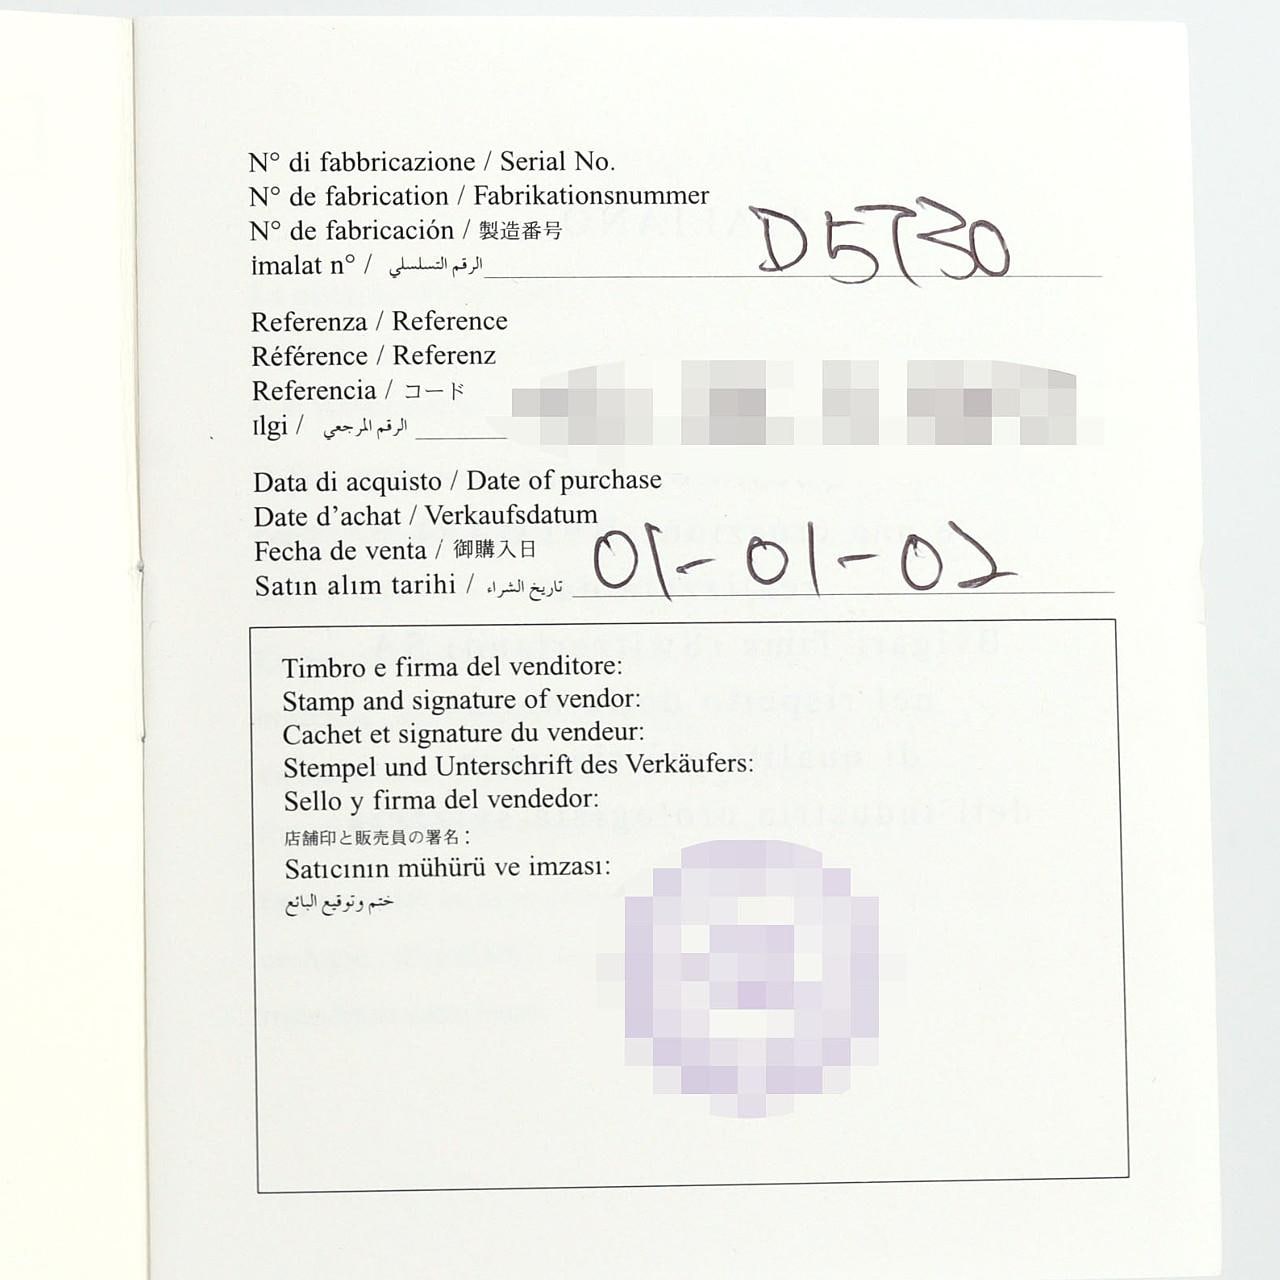 N° di fabbricazione / Serial No.
N° de fabrication / Fabrikationsnummer
N° de fabricación / 製造番号
imalat n° / الرقم التسلسلي D5730
Referenza / Reference
Référence / Referenz
Referencia / コード
Ilgi / الرقم المرجعي
Data di acquisto / Date of purchase
Date d'achat / Verkaufsdatum
Fecha de venta / 御購入日
Satın alım tarihi / تاريخ الشراء 01-01-02
Timbro e firma del venditore:
Stamp and signature of vendor:
Cachet et signature du vendeur:
Stempel und Unterschrift des Verkäufers:
Sello y firma del vendedor:
店舗印と販売員の署名:
Satıcının mühürü ve imzası:
ختم وتوقيع البائع